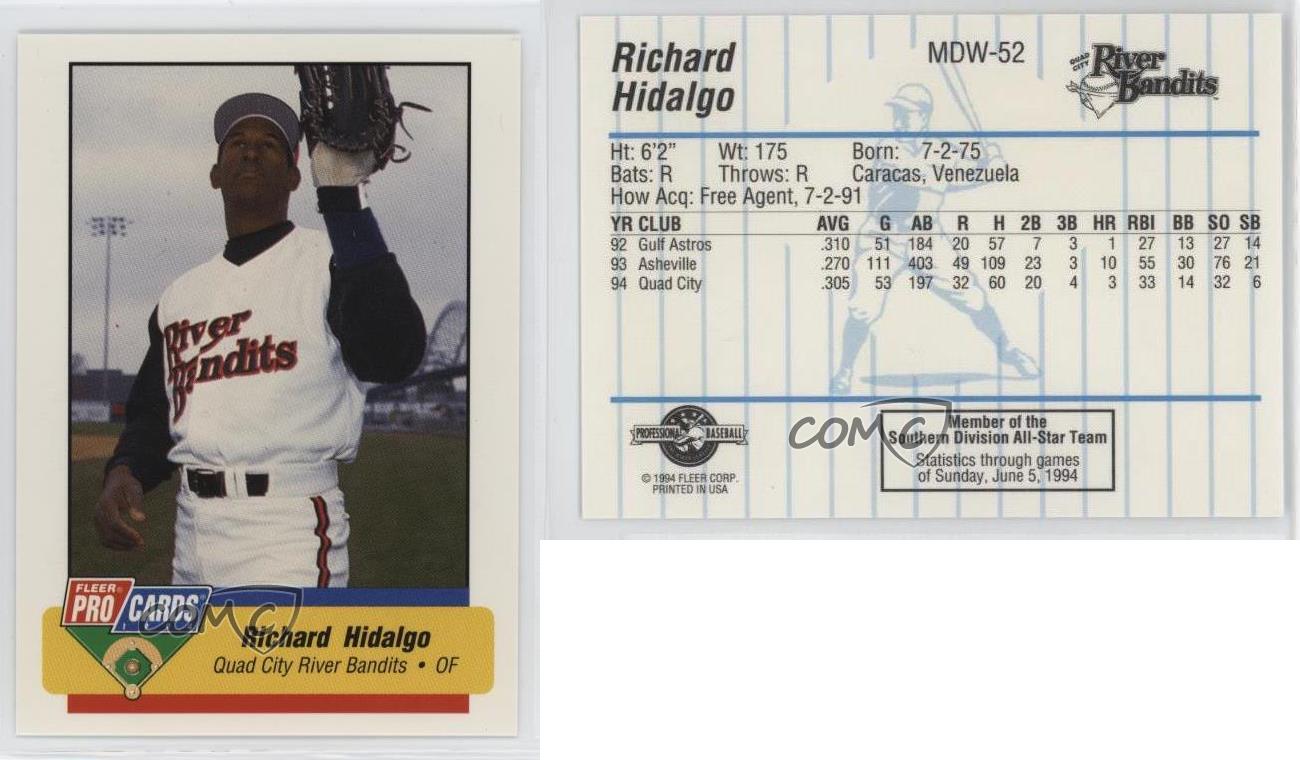 River
Bandits
FLEER®
PRO CARDS
COMC
Richard Hidalgo
Quad City River Bandits • OF
Richard
Hidalgo
MDW-52
QUAD CITY
River
Bandits
Ht: 6'2" Wt: 175 Born: 7-2-75
Bats: R Throws: R Caracas, Venezuela
How Acq: Free Agent, 7-2-91
YR CLUB AVG G AB R H 2B 3B HR RBI BB SO SB
92 Gulf Astros .310 51 184 20 57 7 3 1 27 13 27 14
93 Asheville .270 111 403 49 109 23 3 10 55 30 76 21
94 Quad City .305 53 197 32 60 20 4 3 33 14 32 6
PROFESSIONAL BASEBALL
© 1994 FLEER CORP.
PRINTED IN USA
COMC
Member of the
Southern Division All-Star Team
Statistics through games
of Sunday, June 5, 1994